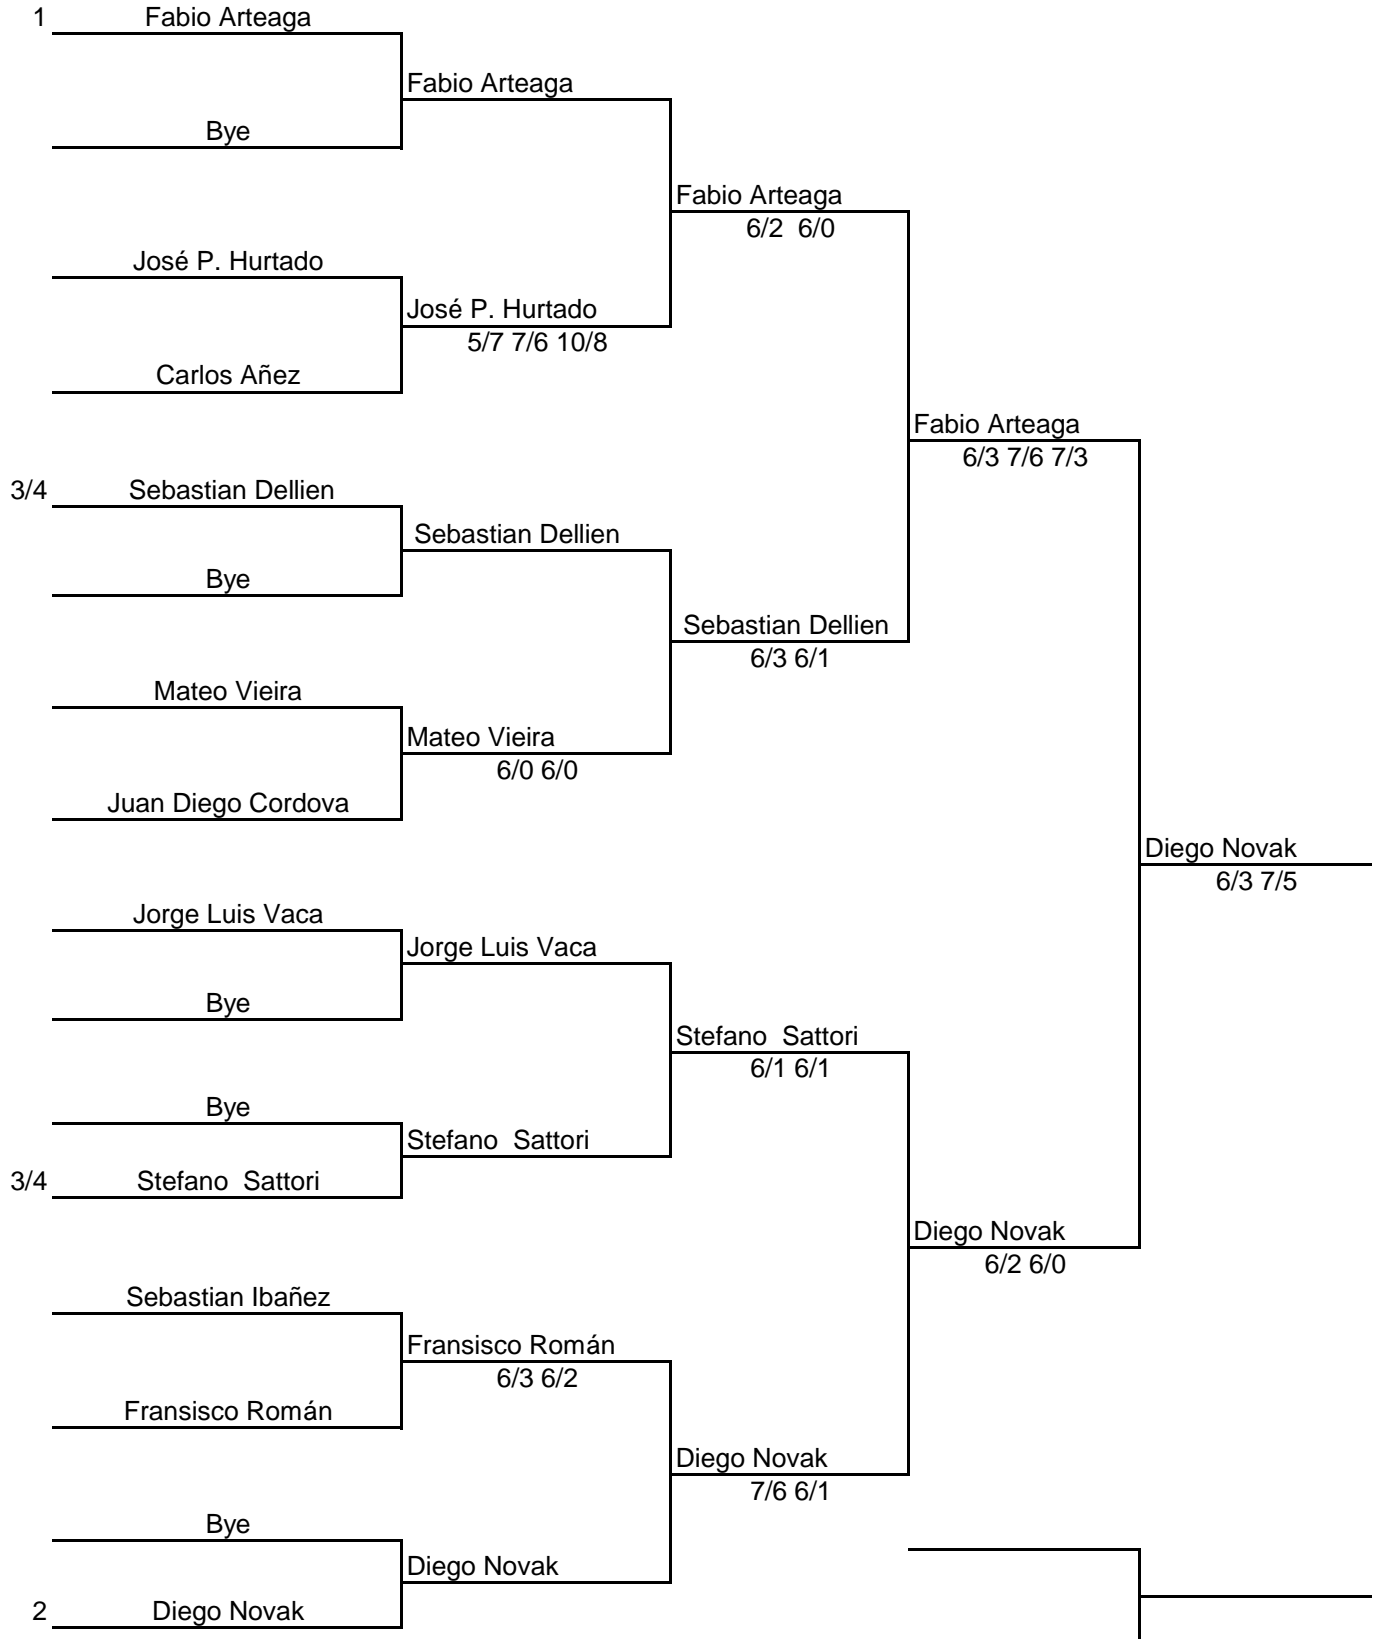 1 Fabio Arteaga
Fabio Arteaga
Bye
Fabio Arteaga
6/2  6/0
José P. Hurtado
José P. Hurtado
5/7 7/6 10/8
Carlos Añez
Fabio Arteaga
6/3 7/6 7/3
3/4 Sebastian Dellien
Sebastian Dellien
Bye
Sebastian Dellien
6/3 6/1
Mateo Vieira
Mateo Vieira
6/0 6/0
Juan Diego Cordova
Diego Novak
6/3 7/5
Jorge Luis Vaca
Jorge Luis Vaca
Bye
Stefano  Sattori
6/1 6/1
Bye
Stefano  Sattori
3/4 Stefano  Sattori
Diego Novak
6/2 6/0
Sebastian Ibañez
Fransisco Román
6/3 6/2
Fransisco Román
Diego Novak
7/6 6/1
Bye
Diego Novak
2 Diego Novak